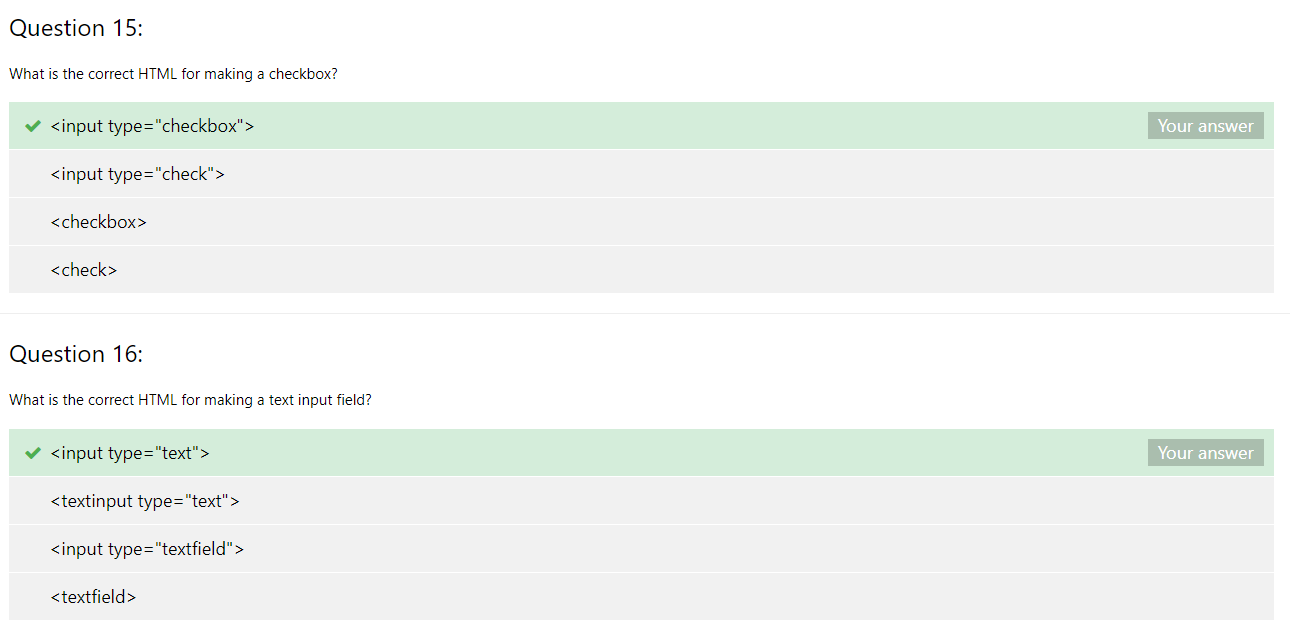 Question 15:
What is the correct HTML for making a checkbox?
<input type="checkbox"> Your answer
<input type="check">
<checkbox>
<check>
Question 16:
What is the correct HTML for making a text input field?
<input type="text"> Your answer
<textinput type="text">
<input type="textfield">
<textfield>